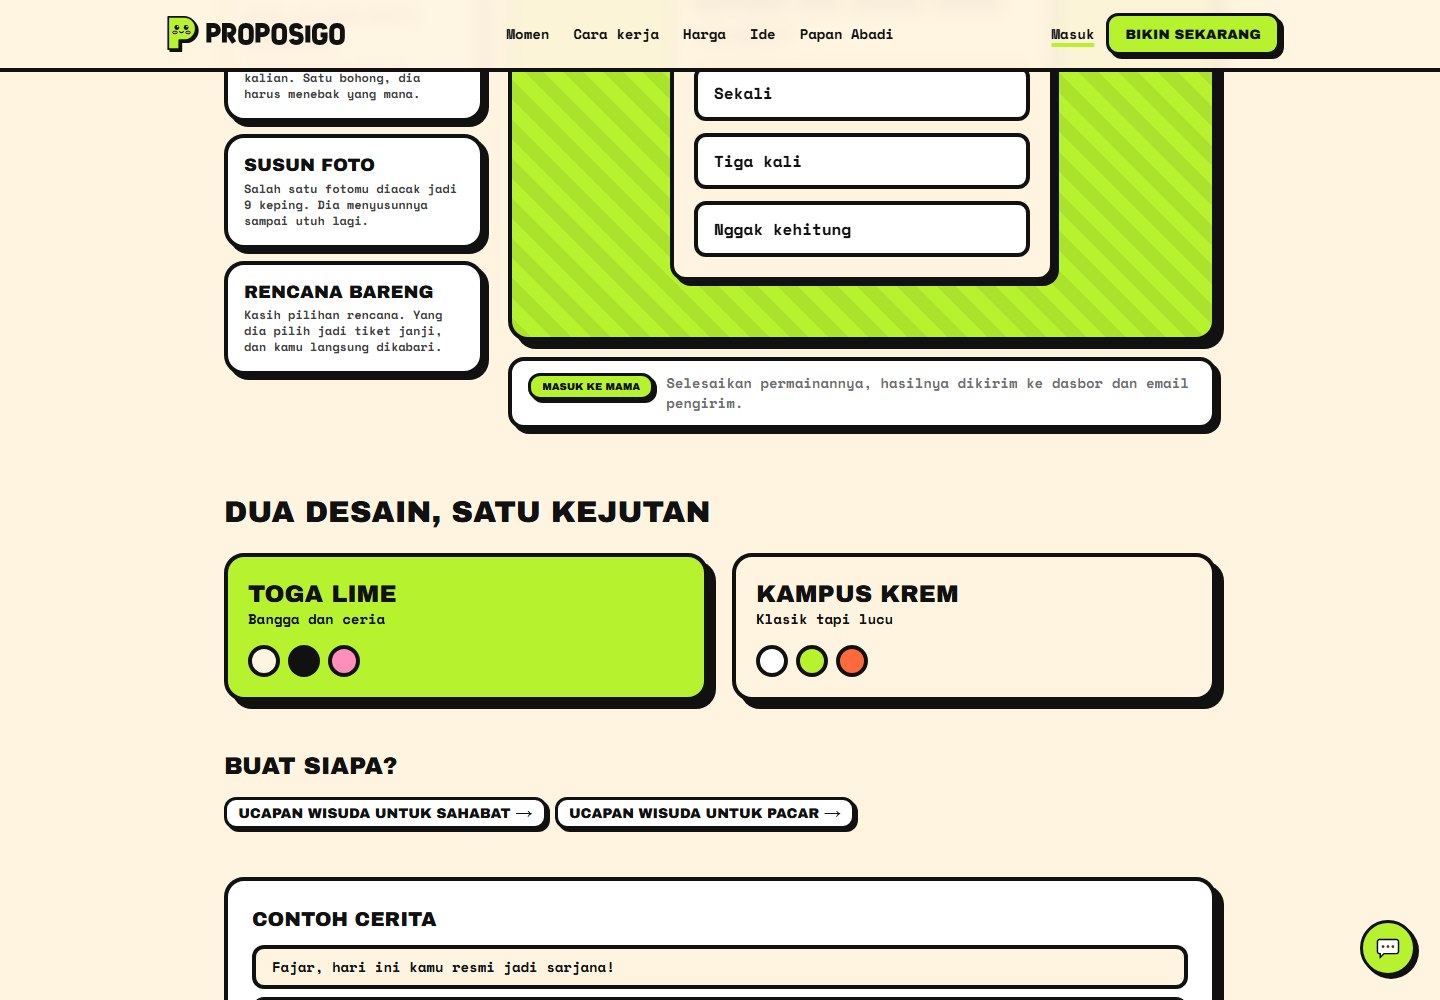 PROPOSIGO
Momen
Cara kerja
Harga
Ide
Papan Abadi
Masuk
BIKIN SEKARANG
kalian. Satu bohong, dia
harus menebak yang mana.
SUSUN FOTO
Salah satu fotomu diacak jadi
9 keping. Dia menyusunnya
sampai utuh lagi.
RENCANA BARENG
Kasih pilihan rencana. Yang
dia pilih jadi tiket janji,
dan kamu langsung dikabari.
Sekali
Tiga kali
Nggak kehitung
MASUK KE MAMA
Selesaikan permainannya, hasilnya dikirim ke dasbor dan email
pengirim.
DUA DESAIN, SATU KEJUTAN
TOGA LIME
Bangga dan ceria
KAMPUS KREM
Klasik tapi lucu
BUAT SIAPA?
UCAPAN WISUDA UNTUK SAHABAT →
UCAPAN WISUDA UNTUK PACAR →
CONTOH CERITA
Fajar, hari ini kamu resmi jadi sarjana!